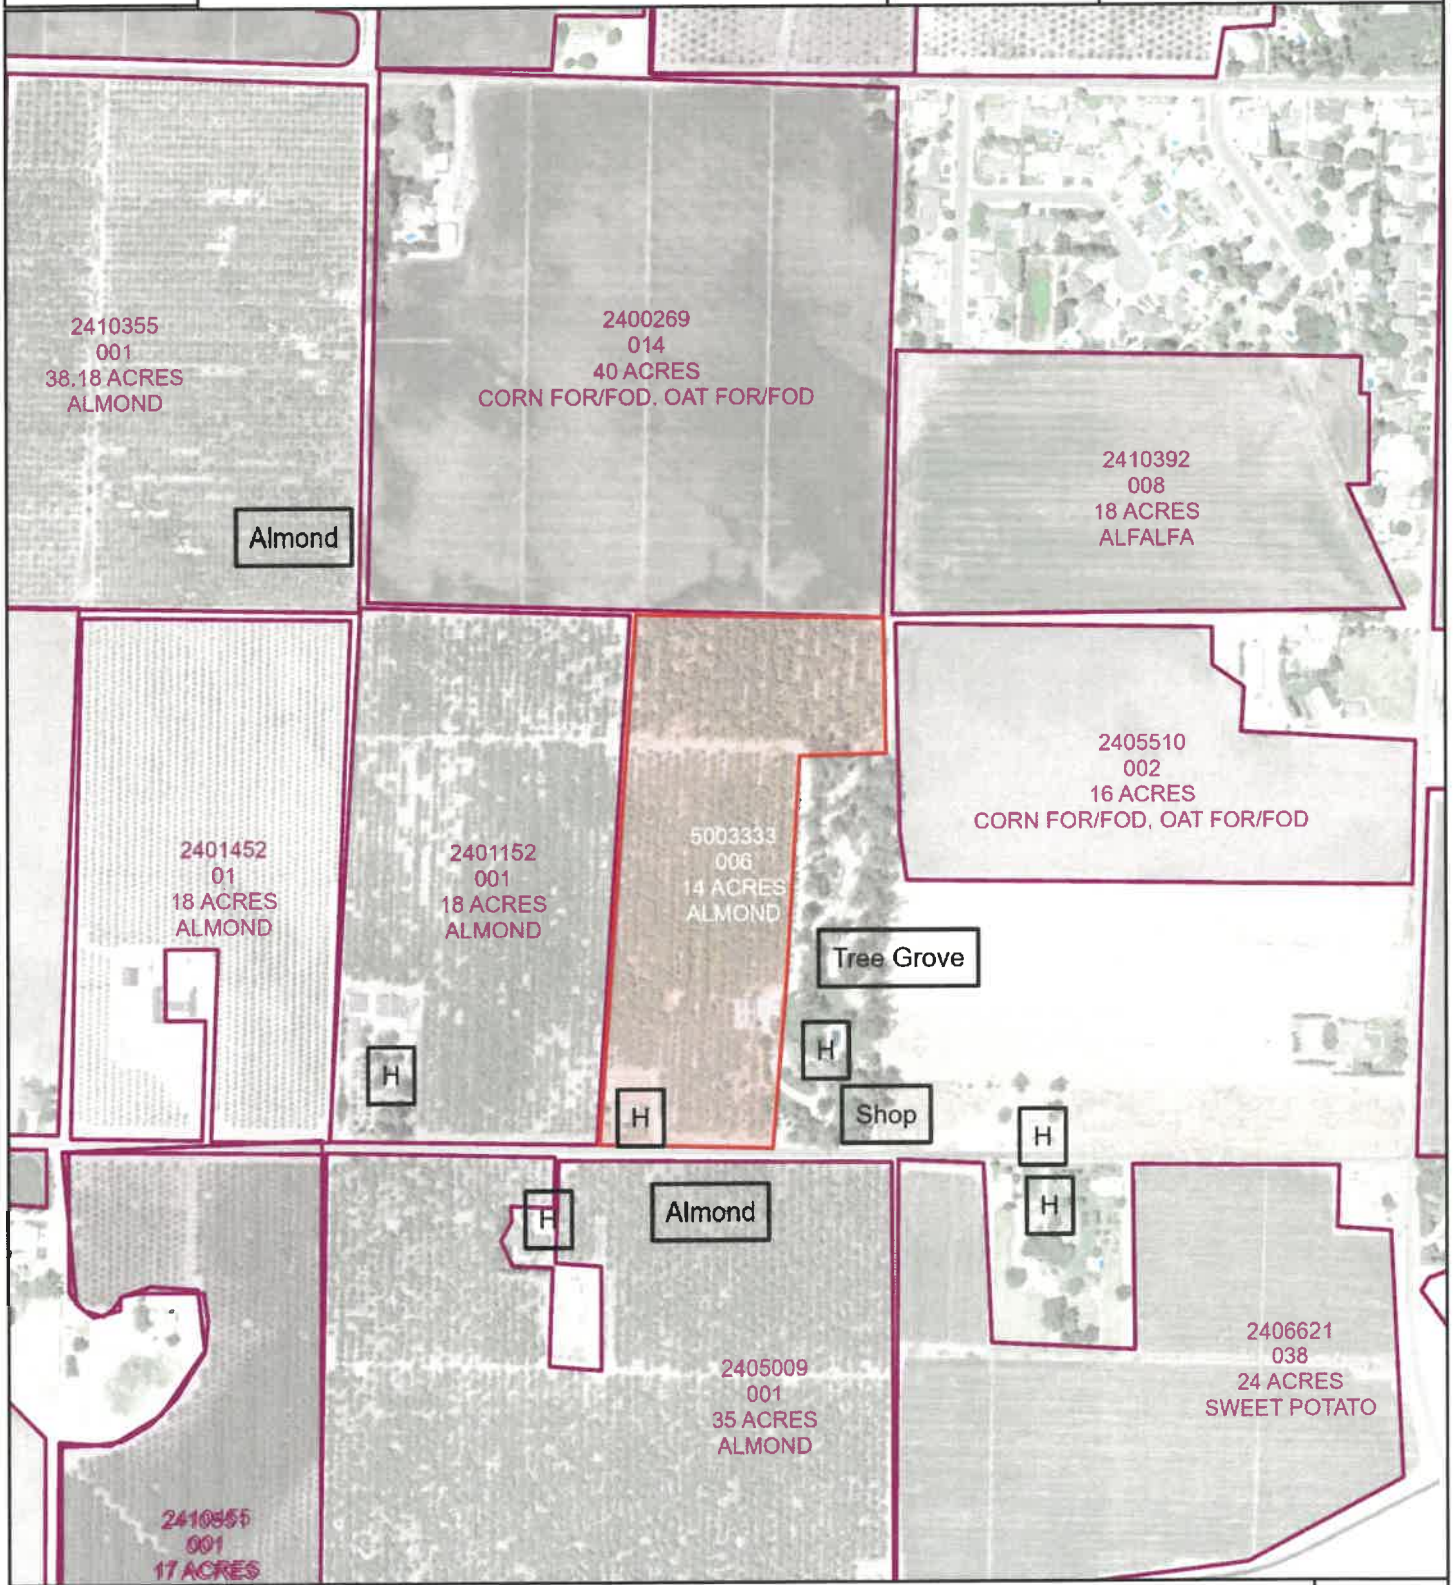 2410355
001
38.18 ACRES
ALMOND
2400269
014
40 ACRES
CORN FOR/FOD, OAT FOR/FOD
2410392
008
18 ACRES
ALFALFA
Almond
2405510
002
16 ACRES
CORN FOR/FOD, OAT FOR/FOD
2401452
01
18 ACRES
ALMOND
2401152
001
18 ACRES
ALMOND
5003333
006
14 ACRES
ALMOND
Tree Grove
H
H
H
Shop
H
H
H
Almond
2405009
001
35 ACRES
ALMOND
2406621
038
24 ACRES
SWEET POTATO
001
17 ACRES